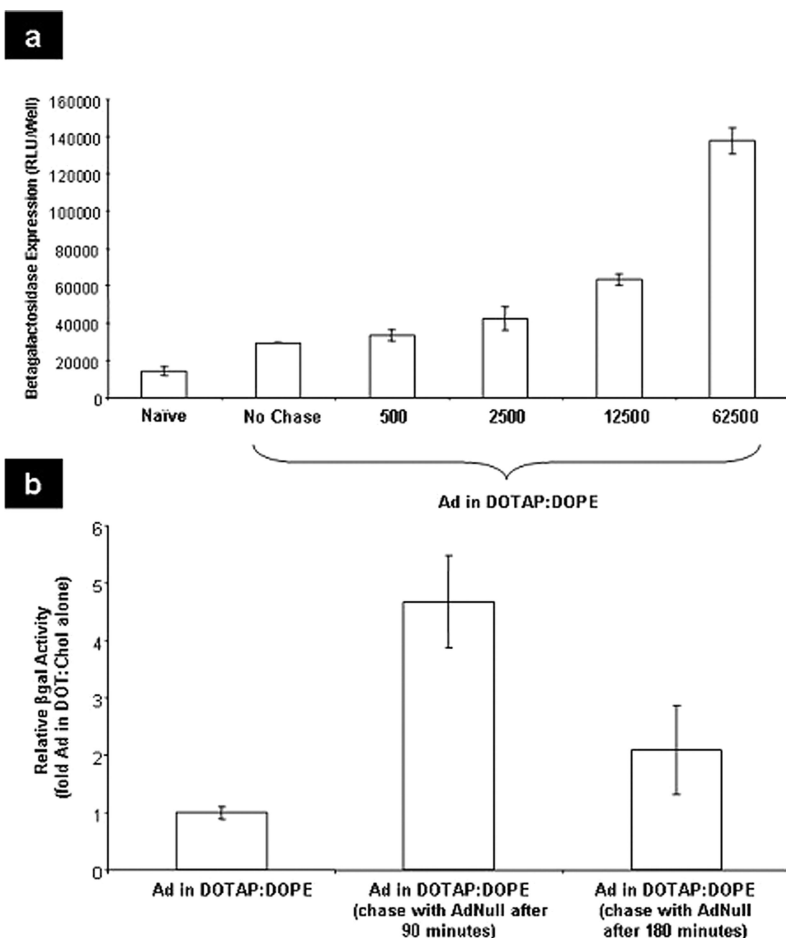 a
Betagalactosidase Expression (RLU/Well)
160000
140000
120000
100000
80000
60000
40000
20000
0
Naïve No Chase 500 2500 12500 62500
Ad in DOTAP:DOPE
b
Relative βgal Activity
(fold Ad in DOT:Chol alone)
6
5
4
3
2
1
0
Ad in DOTAP:DOPE
Ad in DOTAP:DOPE
(chase with AdNull after
90 minutes)
Ad in DOTAP:DOPE
(chase with AdNull
after 180 minutes)